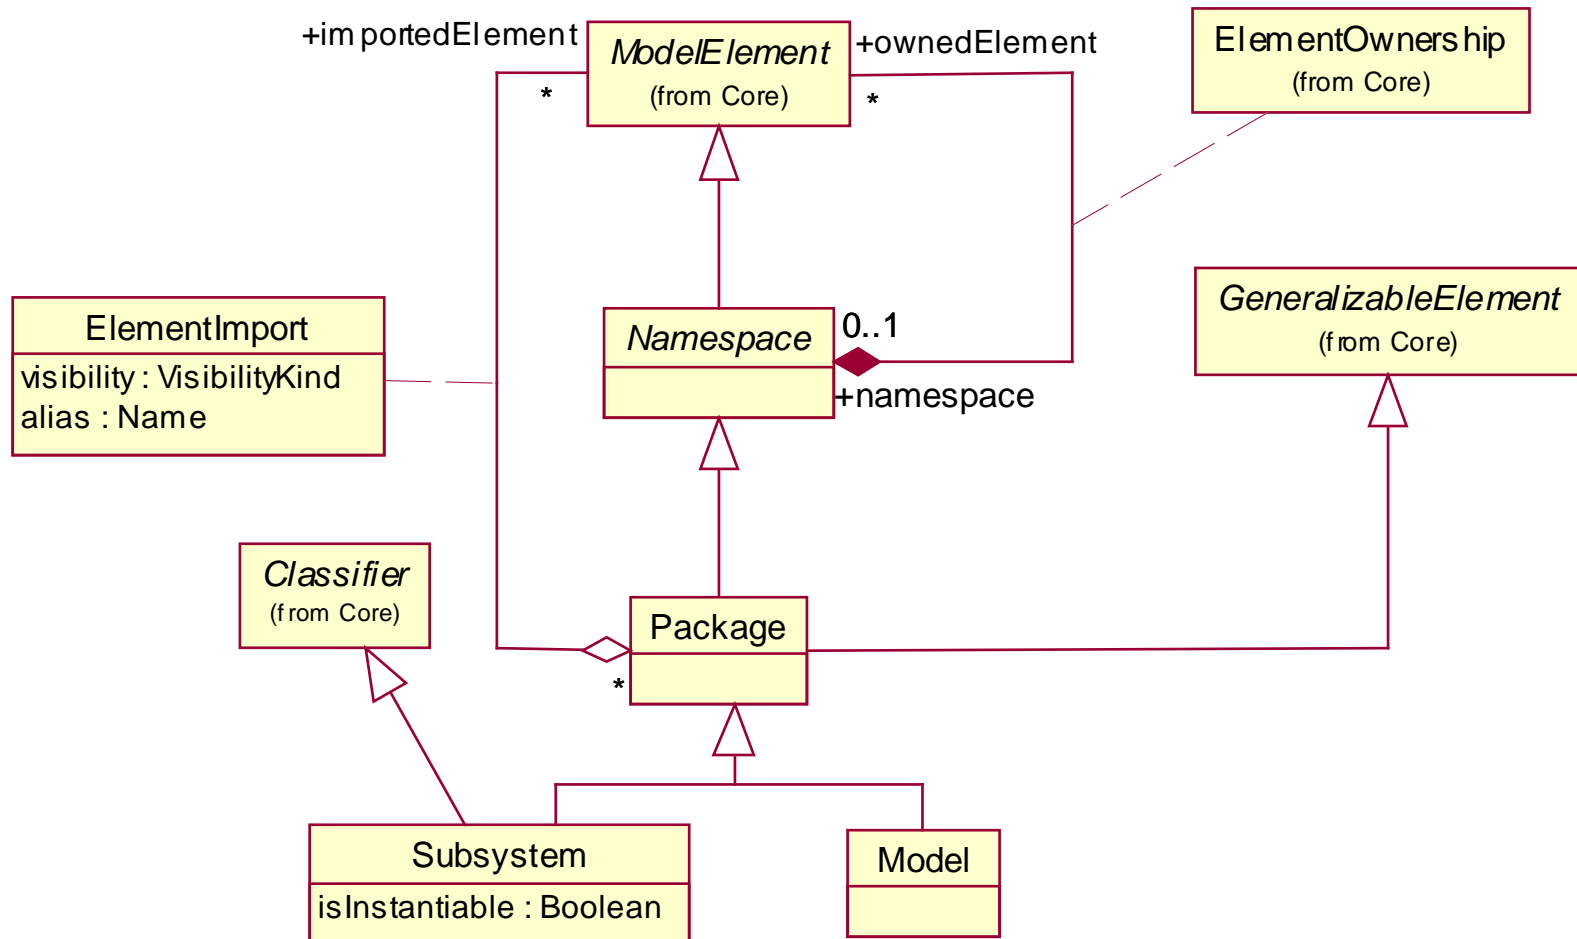 +importedElement
ModelElement
(from Core)
*
+ownedElement
*
ElementOwnership
(from Core)
ElementImport
visibility : VisibilityKind
alias : Name
Namespace
0..1
+namespace
GeneralizableElement
(from Core)
Classifier
(from Core)
Package
*
Subsystem
isInstantiable : Boolean
Model